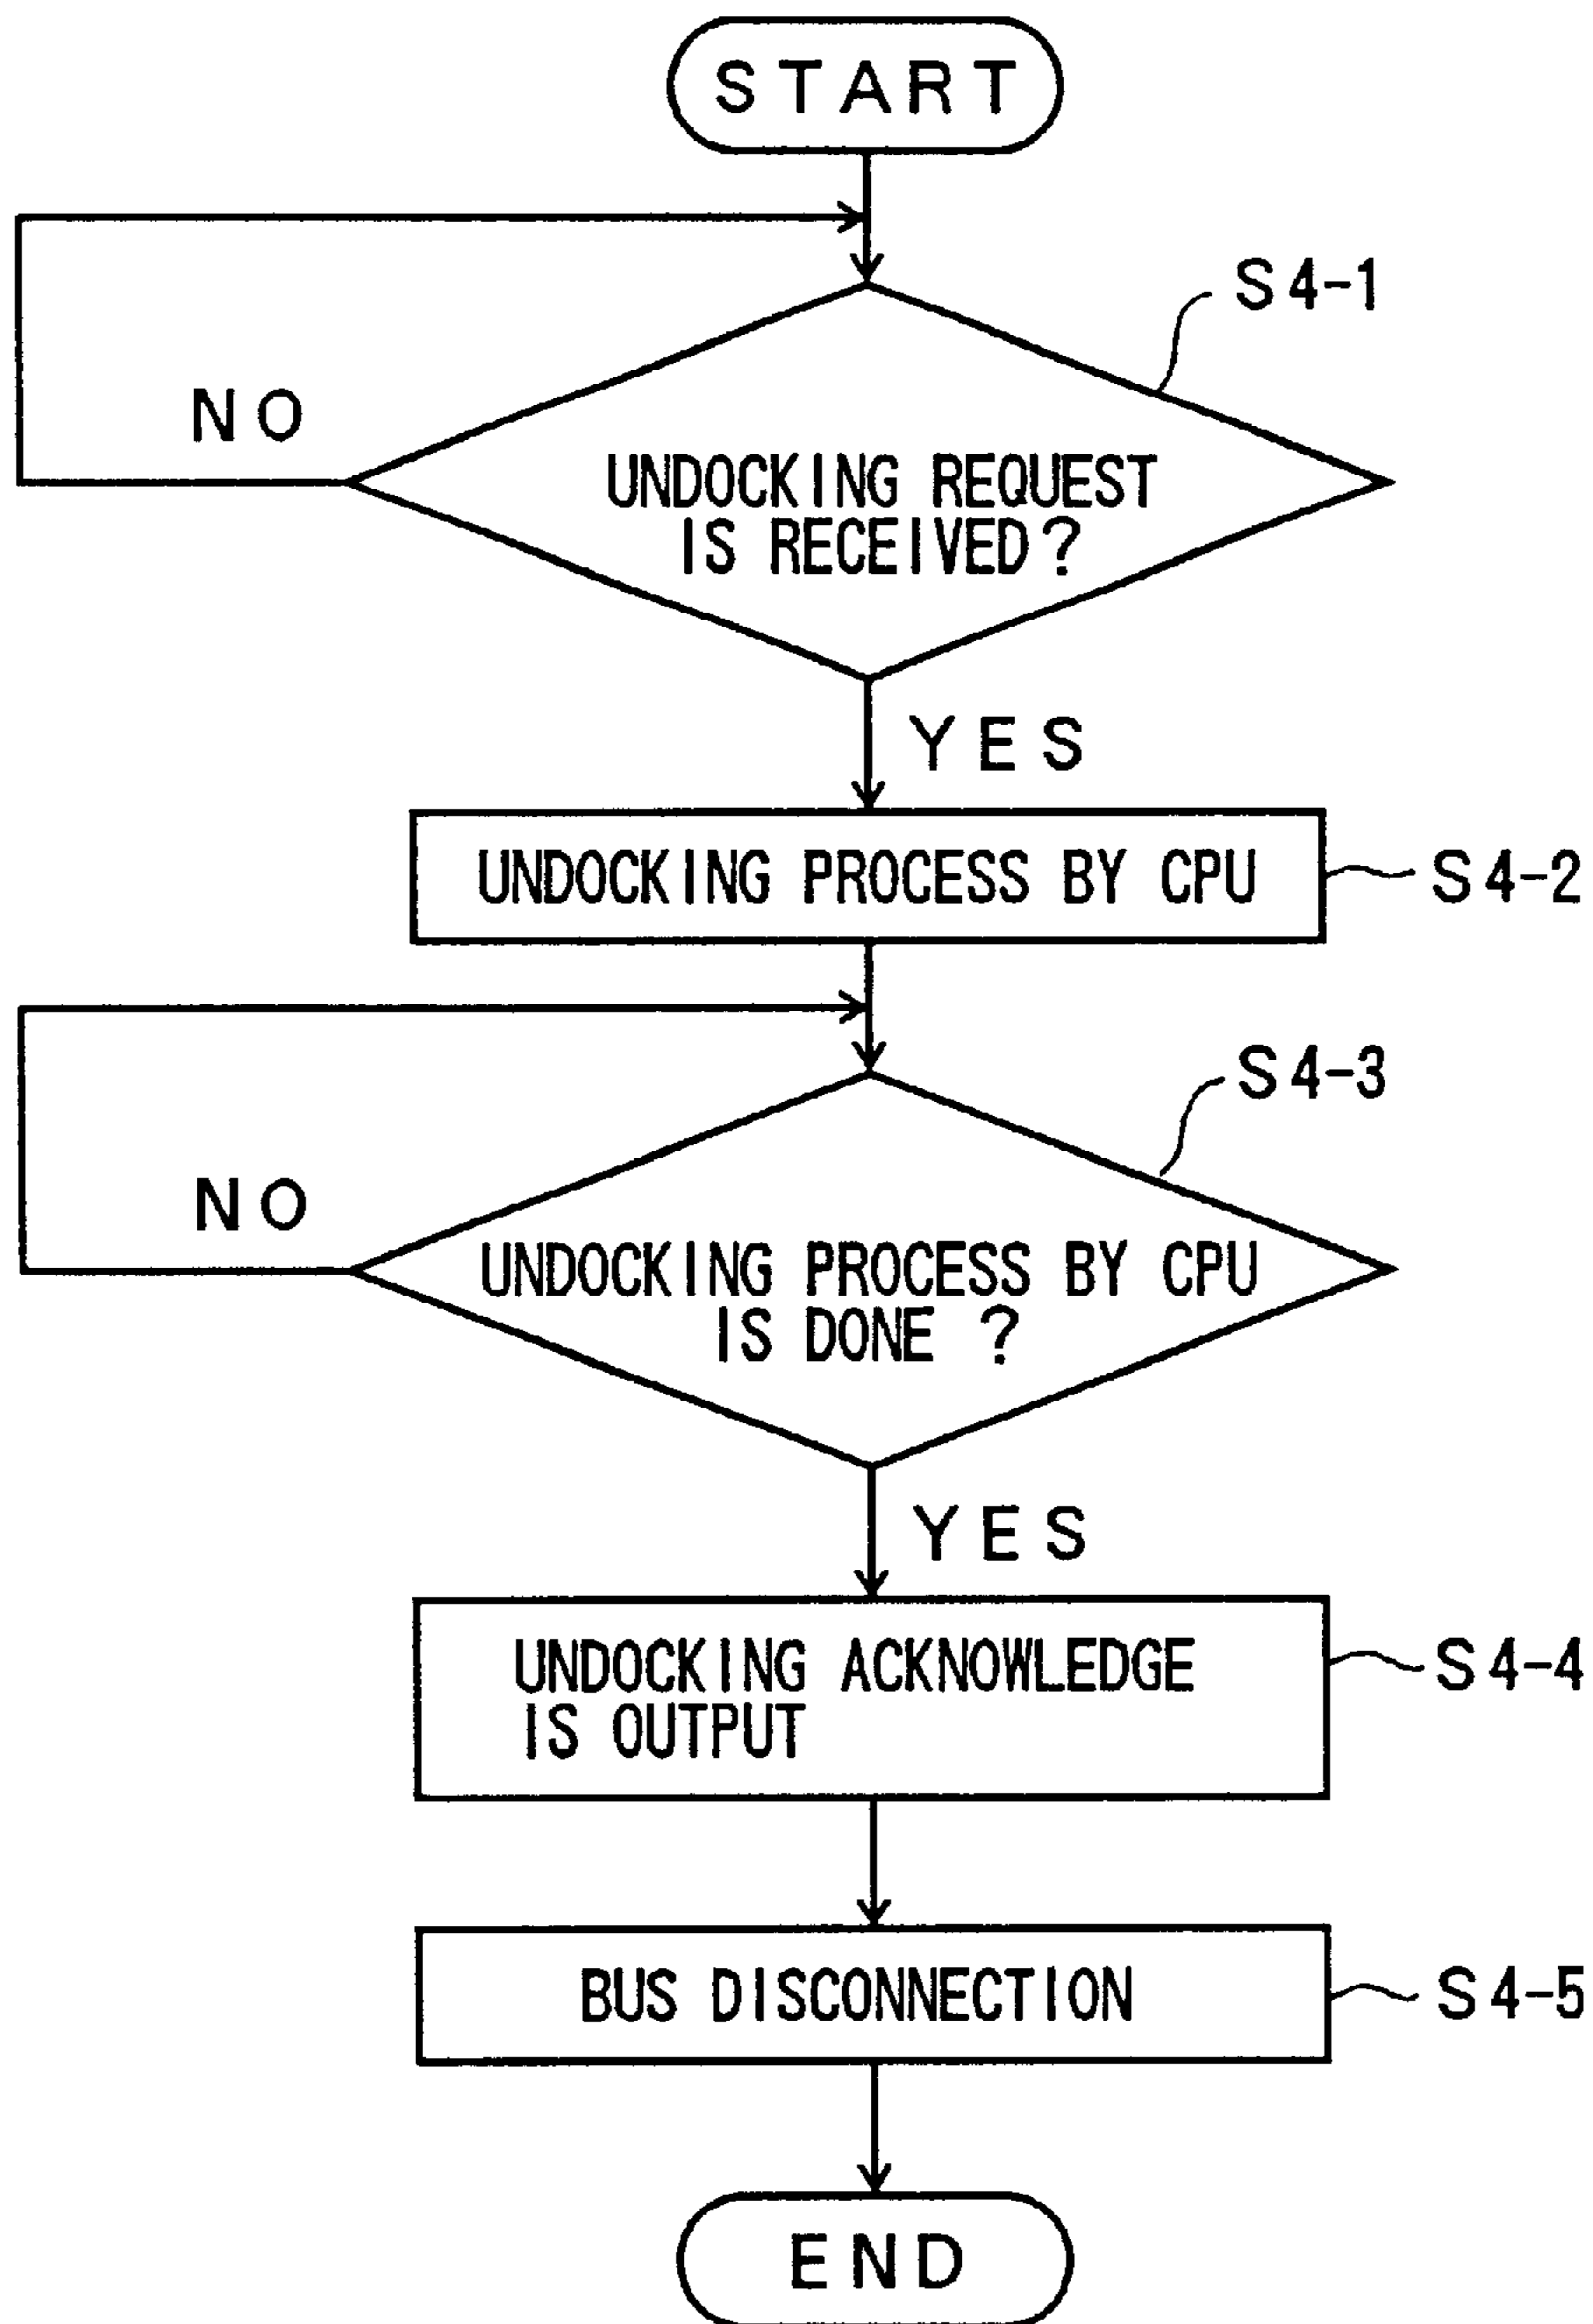 START
S4-1
NO
UNDOCKING REQUEST
IS RECEIVED?
YES
UNDOCKING PROCESS BY CPU
S4-2
S4-3
NO
UNDOCKING PROCESS BY CPU
IS DONE ?
YES
UNDOCKING ACKNOWLEDGE
IS OUTPUT
S4-4
BUS DISCONNECTION
S4-5
END